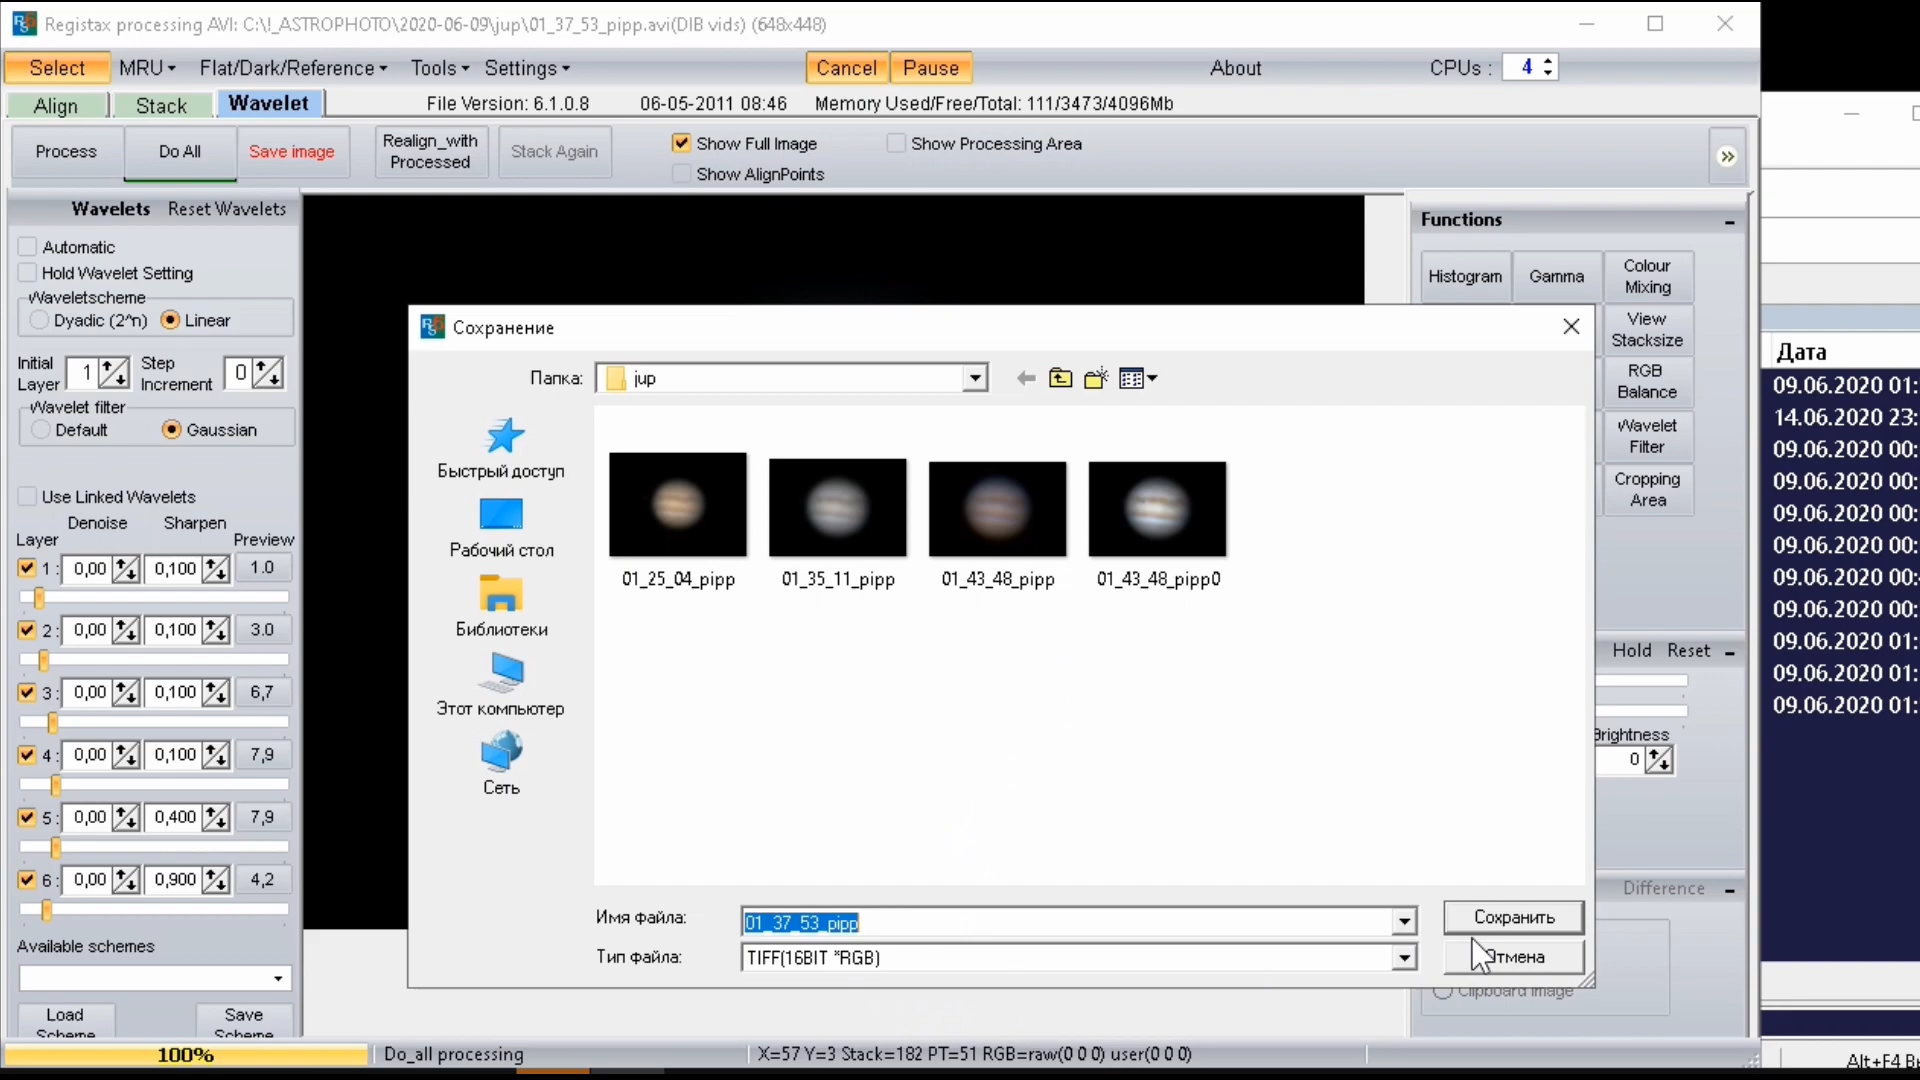 Registax processing AVI: C:\!_ASTROPHOTO\2020-06-09\jup\01_37_53_pipp.avi(DIB vids) (648x448)
Select MRU Flat/Dark/Reference Tools Settings Cancel Pause About CPUs : 4
Align Stack Wavelet File Version: 6.1.0.8 06-05-2011 08:46 Memory Used/Free/Total: 111/3473/4096Mb
Process Do All Save image Realign_with Processed Stack Again Show Full Image Show Processing Area
Show AlignPoints
Wavelets Reset Wavelets
Automatic
Hold Wavelet Setting
Waveletscheme
Dyadic (2^n) Linear
Initial Layer 1 Step Increment 0
Wavelet filter
Default Gaussian
Use Linked Wavelets
Denoise Sharpen
Layer Preview
1 : 0,00 0,100 1.0
2 : 0,00 0,100 3.0
3 : 0,00 0,100 6,7
4 : 0,00 0,100 7,9
5 : 0,00 0,400 7,9
6 : 0,00 0,900 4,2
Available schemes
Load Scheme Save Scheme
100% Do_all processing X=57 Y=3 Stack=182 PT=51 RGB=raw(0 0 0) user(0 0 0)
Сохранение
Папка: jup
Быстрый доступ
Рабочий стол
Библиотеки
Этот компьютер
Сеть
01_25_04_pipp 01_35_11_pipp 01_43_48_pipp 01_43_48_pipp0
Имя файла: 01_37_53_pipp Сохранить
Тип файла: TIFF(16BIT *RGB) Отмена
Functions
Histogram Gamma Colour Mixing
View Stacksize
RGB Balance
Wavelet Filter
Cropping Area
Hold Reset
Brightness
0
Difference
Clipboard image
Дата
09.06.2020 01:
14.06.2020 23:
09.06.2020 00:
09.06.2020 00:
09.06.2020 00:
09.06.2020 00:
09.06.2020 00:
09.06.2020 00:
09.06.2020 01:
09.06.2020 01:
09.06.2020 01:
Alt+F4 Вы